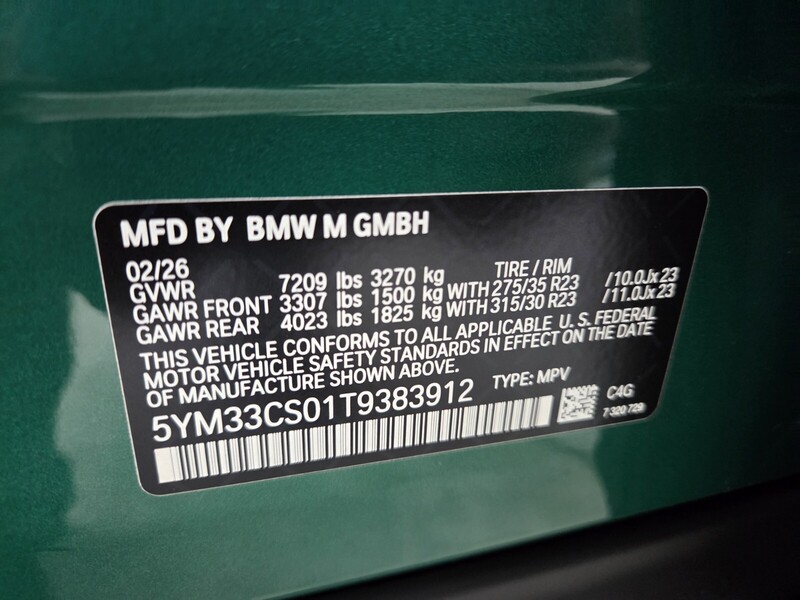 MFD BY BMW M GMBH
02/26 TIRE / RIM
GVWR 7209 lbs 3270 kg
GAWR FRONT 3307 lbs 1500 kg WITH 275/35 R23 /10.0Jx23
GAWR REAR 4023 lbs 1825 kg WITH 315/30 R23 /11.0Jx23
THIS VEHICLE CONFORMS TO ALL APPLICABLE U. S. FEDERAL
MOTOR VEHICLE SAFETY STANDARDS IN EFFECT ON THE DATE
OF MANUFACTURE SHOWN ABOVE.
5YM33CS01T9383912 TYPE: MPV
C4G
7 320 729